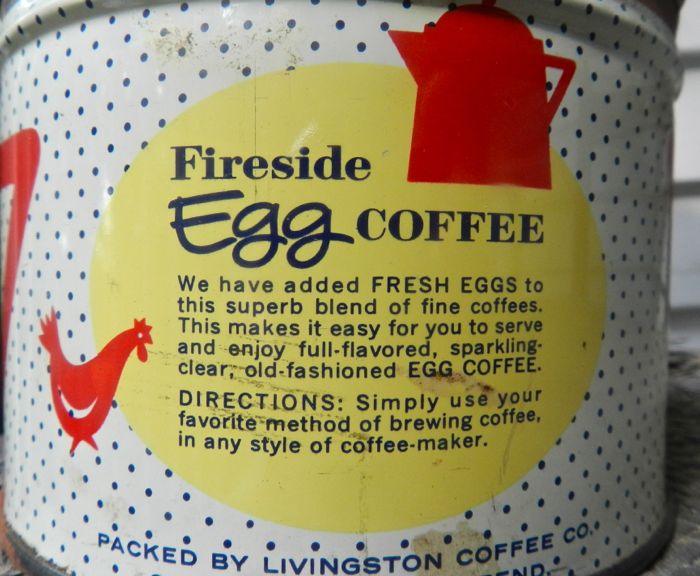 Fireside
Egg COFFEE
We have added FRESH EGGS to
this superb blend of fine coffees.
This makes it easy for you to serve
and enjoy full-flavored, sparkling-
clear, old-fashioned EGG COFFEE.
DIRECTIONS: Simply use your
favorite method of brewing coffee,
in any style of coffee-maker.
PACKED BY LIVINGSTON COFFEE CO.